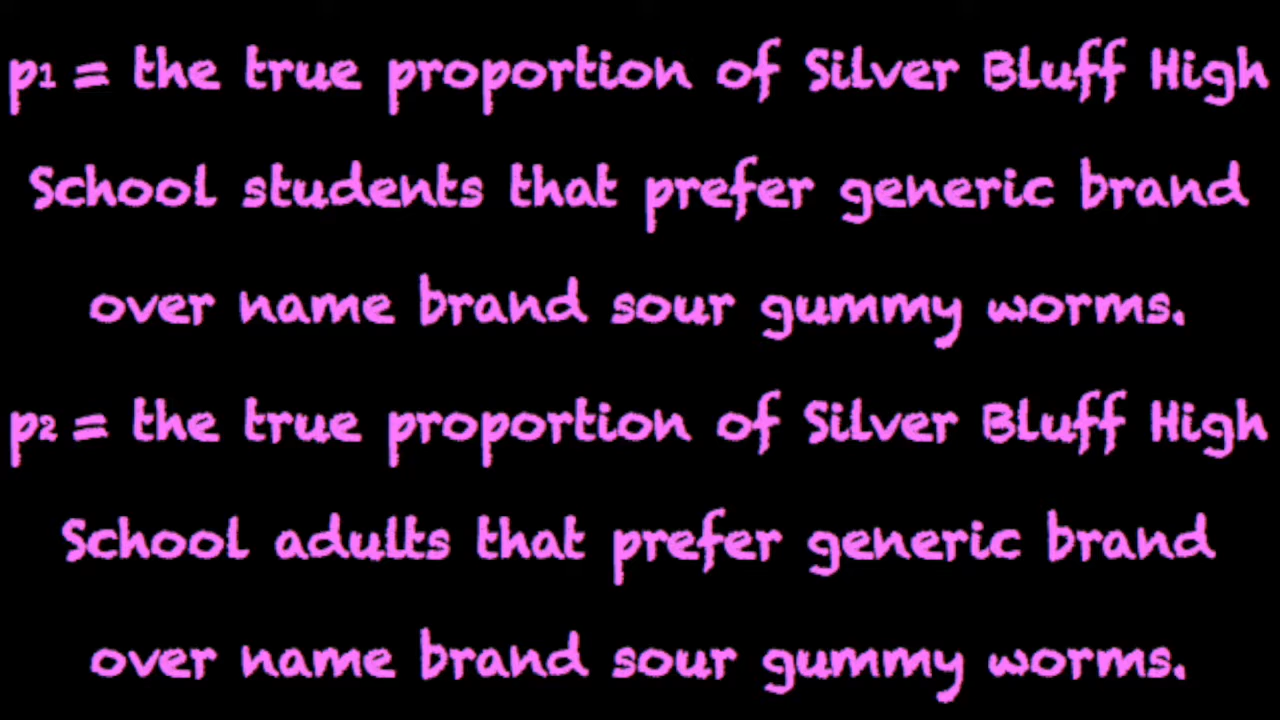 p1 = the true proportion of Silver Bluff High
School students that prefer generic brand
over name brand sour gummy worms.
p2 = the true proportion of Silver Bluff High
School adults that prefer generic brand
over name brand sour gummy worms.